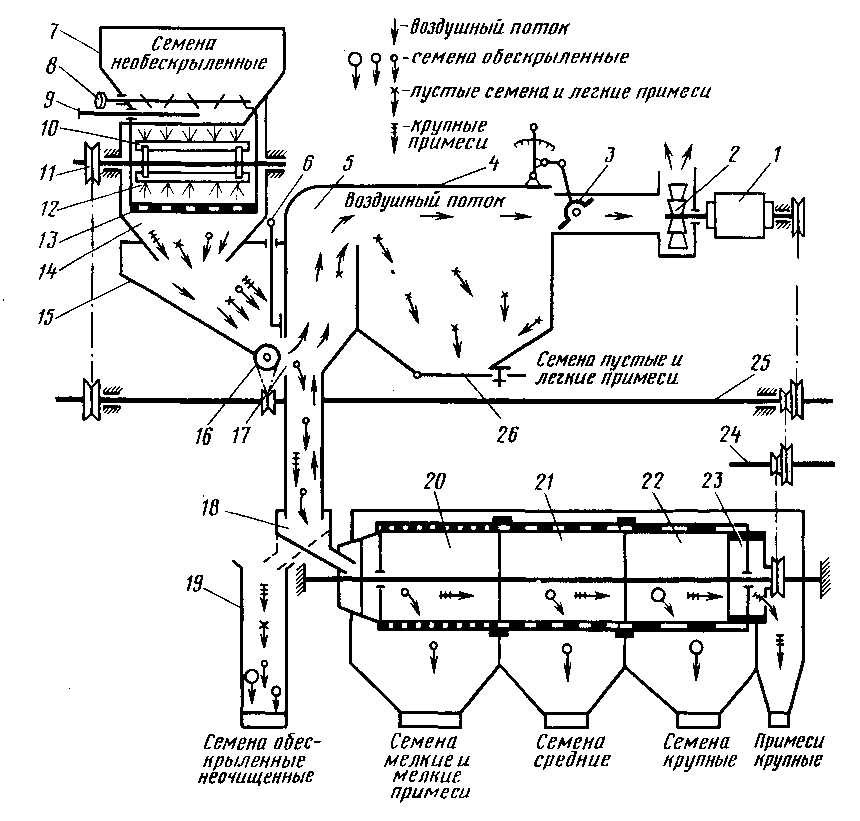 7
Семена
необескрыленные
-воздушный поток
-семена обескрыленные
-пустые семена и легкие примеси
-крупные
примеси
8
9
10
11
12
13
14
15
6
5
4
3
2
1
Воздушный поток
Семена пустые и
легкие примеси
16
17
26
25
24
18
19
20
21
22
23
Семена обес-
крыленные
неочищенные
Семена
мелкие и
мелкие
примеси
Семена
средние
Семена
крупные
Примеси
крупные